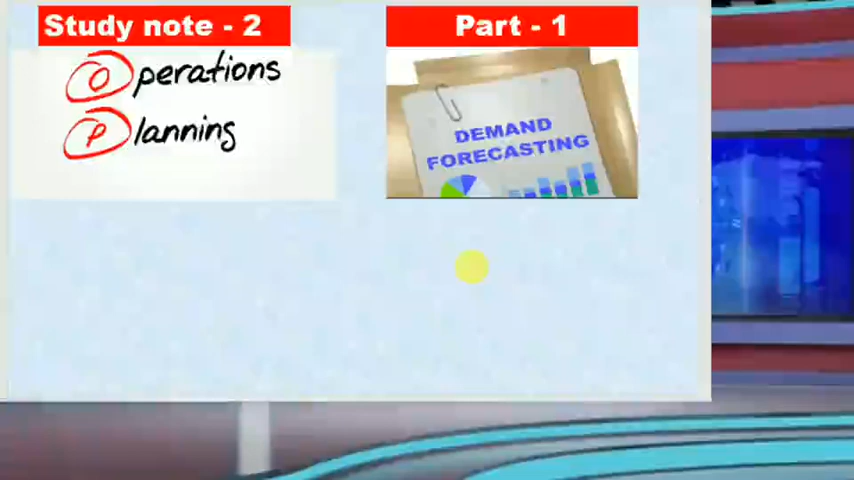 Study note - 2
Operations
Planning
Part - 1
DEMAND
FORECASTING